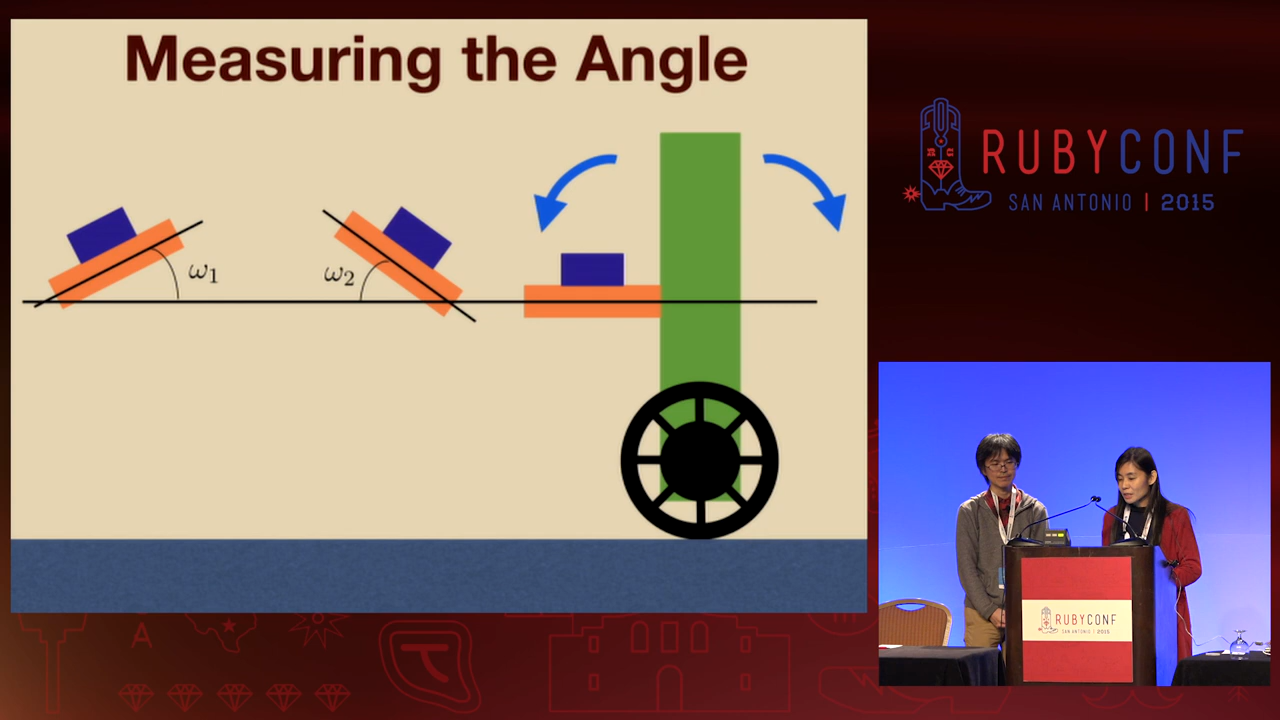 Measuring the Angle
ω1
ω2
RUBYCONF
SAN ANTONIO | 2015
RUBYCONF
SAN ANTONIO | 2015